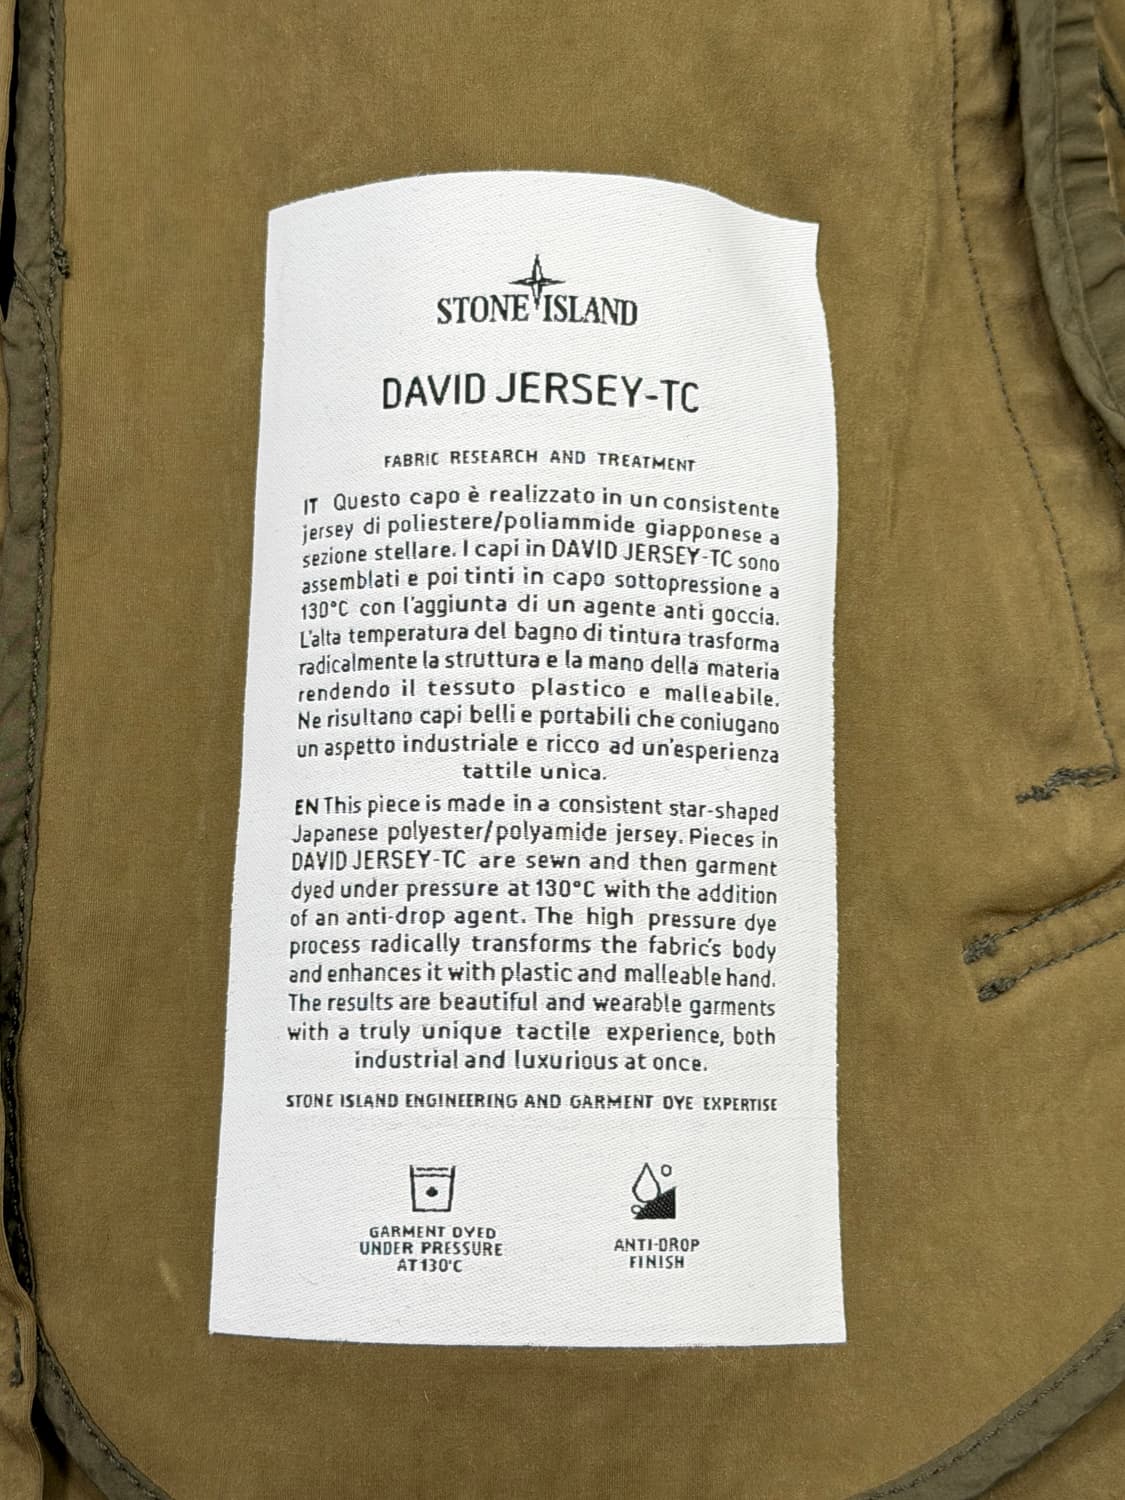 STONE ISLAND
DAVID JERSEY-TC
FABRIC RESEARCH AND TREATMENT
IT Questo capo è realizzato in un consistente
jersey di poliestere/poliammide giapponese a
sezione stellare. I capi in DAVID JERSEY-TC sono
assemblati e poi tinti in capo sottopressione a
130°C con l'aggiunta di un agente anti goccia.
L'alta temperatura del bagno di tintura trasforma
radicalmente la struttura e la mano della materia
rendendo il tessuto plastico e malleabile.
Ne risultano capi belli e portabili che coniugano
un aspetto industriale e ricco ad un'esperienza
tattile unica.
EN This piece is made in a consistent star-shaped
Japanese polyester/polyamide jersey. Pieces in
DAVID JERSEY-TC are sewn and then garment
dyed under pressure at 130°C with the addition
of an anti-drop agent. The high pressure dye
process radically transforms the fabric's body
and enhances it with plastic and malleable hand.
The results are beautiful and wearable garments
with a truly unique tactile experience, both
industrial and luxurious at once.
STONE ISLAND ENGINEERING AND GARMENT DYE EXPERTISE
GARMENT DYED
UNDER PRESSURE
AT 130°C
ANTI-DROP
FINISH